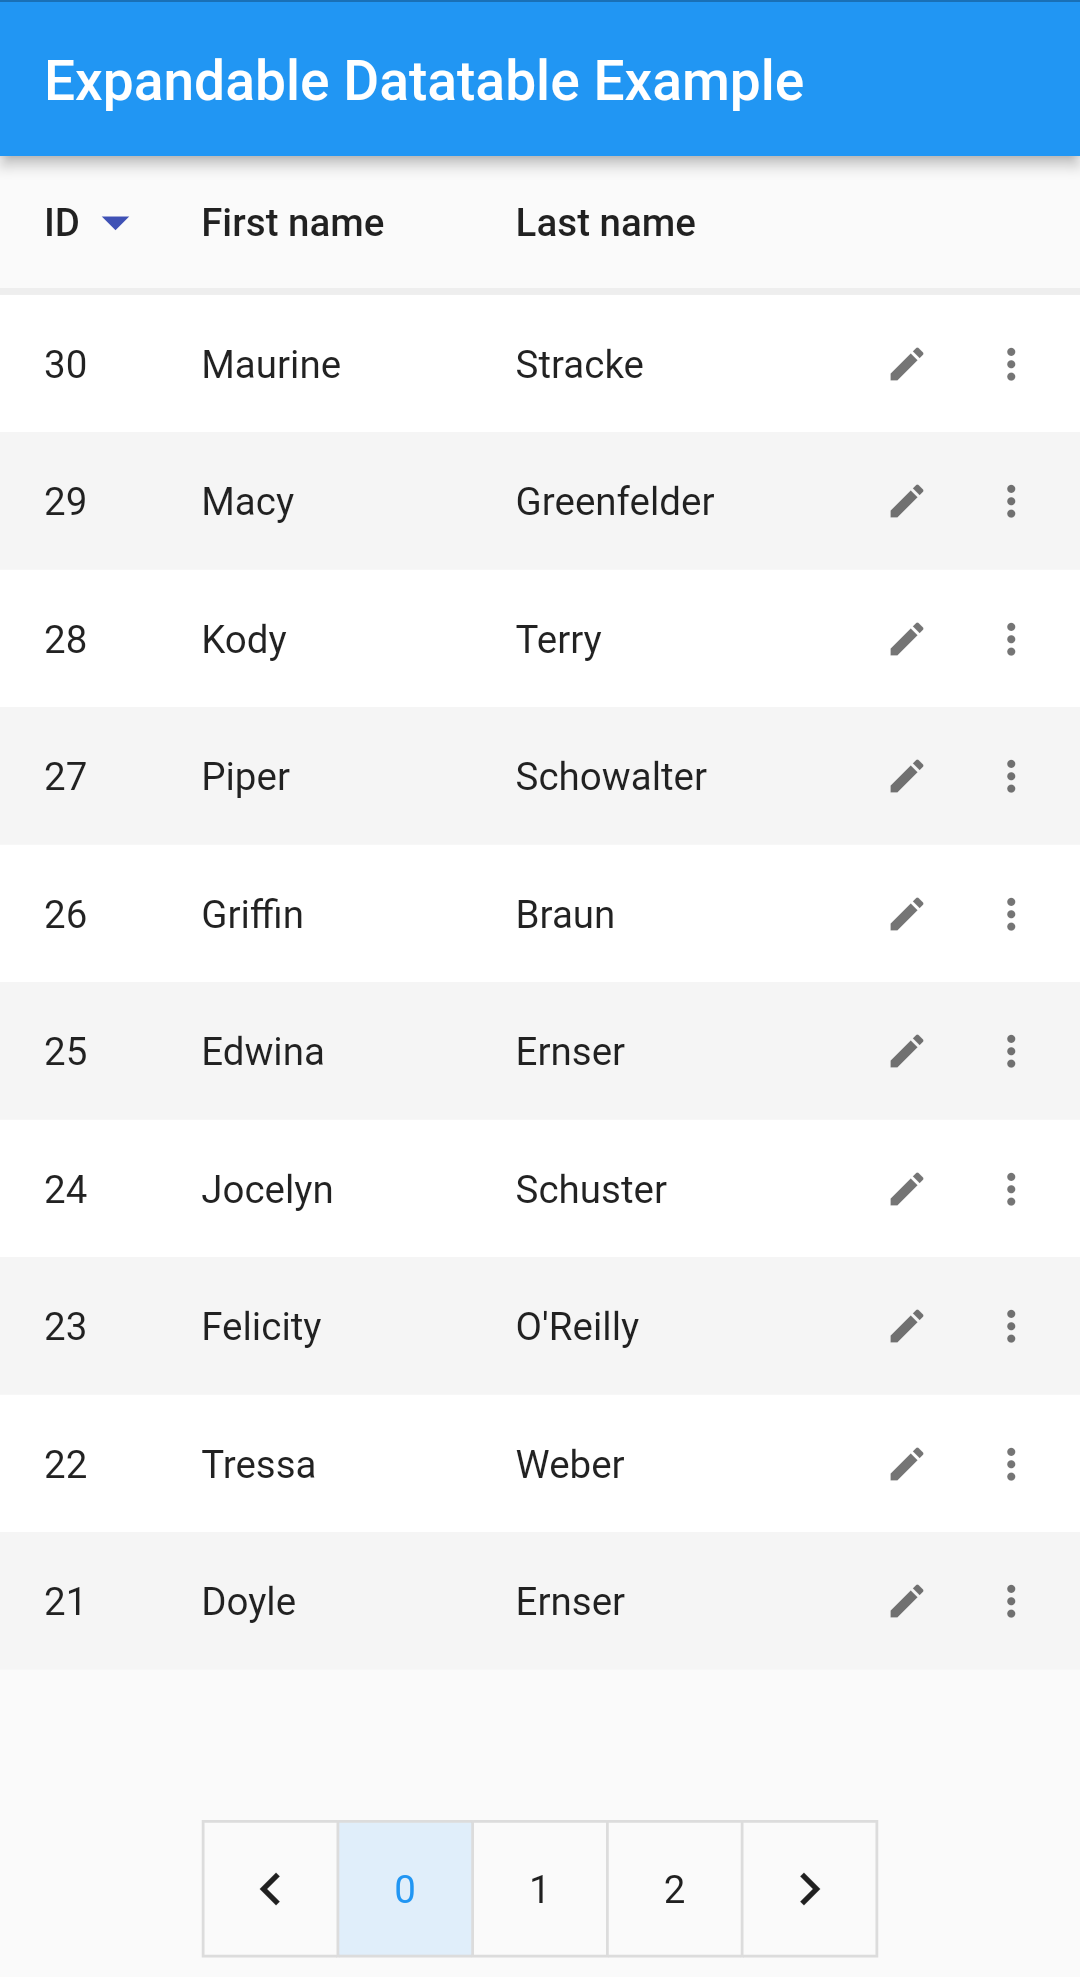 Expandable Datatable Example
ID First name Last name
30 Maurine Stracke
29 Macy Greenfelder
28 Kody Terry
27 Piper Schowalter
26 Griffin Braun
25 Edwina Ernser
24 Jocelyn Schuster
23 Felicity O'Reilly
22 Tressa Weber
21 Doyle Ernser
0 1 2